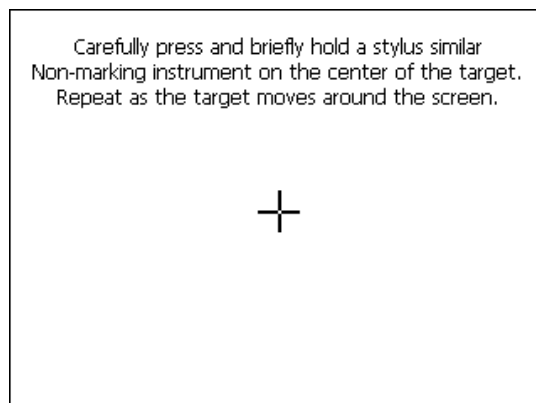 Carefully press and briefly hold a stylus similar
Non-marking instrument on the center of the target.
Repeat as the target moves around the screen.